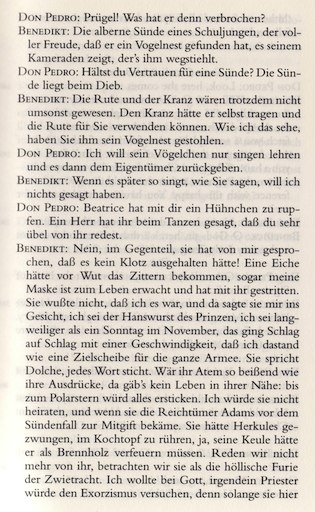 DON PEDRO: Prügel! Was hat er denn verbrochen?
BENEDIKT: Die alberne Sünde eines Schuljungen, der vol-
ler Freude, daß er ein Vogelnest gefunden hat, es seinem
Kameraden zeigt, der's ihm wegstiehlt.
DON PEDRO: Hältst du Vertrauen für eine Sünde? Die Sün-
de liegt beim Dieb.
BENEDIKT: Die Rute und der Kranz wären trotzdem nicht
umsonst gewesen. Den Kranz hätte er selbst tragen und
die Rute für Sie verwenden können. Wie ich das sehe,
haben Sie ihm sein Vogelnest gestohlen.
DON PEDRO: Ich will sein Vögelchen nur singen lehren
und es dann dem Eigentümer zurückgeben.
BENEDIKT: Wenn es später so singt, wie Sie sagen, will ich
nichts gesagt haben.
DON PEDRO: Beatrice hat mit dir ein Hühnchen zu rup-
fen. Ein Herr hat ihr beim Tanzen gesagt, daß du sehr
übel von ihr redest.
BENEDIKT: Nein, im Gegenteil, sie hat von mir gespro-
chen, daß es kein Klotz ausgehalten hätte! Eine Eiche
hätte vor Wut das Zittern bekommen, sogar meine
Maske ist zum Leben erwacht und hat mit ihr gestritten.
Sie wußte nicht, daß ich es war, und da sagte sie mir ins
Gesicht, ich sei der Hanswurst des Prinzen, ich sei lang-
weiliger als ein Sonntag im November, das ging Schlag
auf Schlag mit einer Geschwindigkeit, daß ich dastand
wie eine Zielscheibe für die ganze Armee. Sie spricht
Dolche, jedes Wort sticht. Wär ihr Atem so beißend wie
ihre Ausdrücke, da gäb's kein Leben in ihrer Nähe: bis
zum Polarstern würd alles ersticken. Ich würde sie nicht
heiraten, und wenn sie die Reichtümer Adams vor dem
Sündenfall zur Mitgift bekäme. Sie hätte Herkules ge-
zwungen, im Kochtopf zu rühren, ja, seine Keule hätte
er als Brennholz verfeuern müssen. Reden wir nicht
mehr von ihr, betrachten wir sie als die höllische Furie
der Zwietracht. Ich wollte bei Gott, irgendein Priester
würde den Exorzismus versuchen, denn solange sie hier